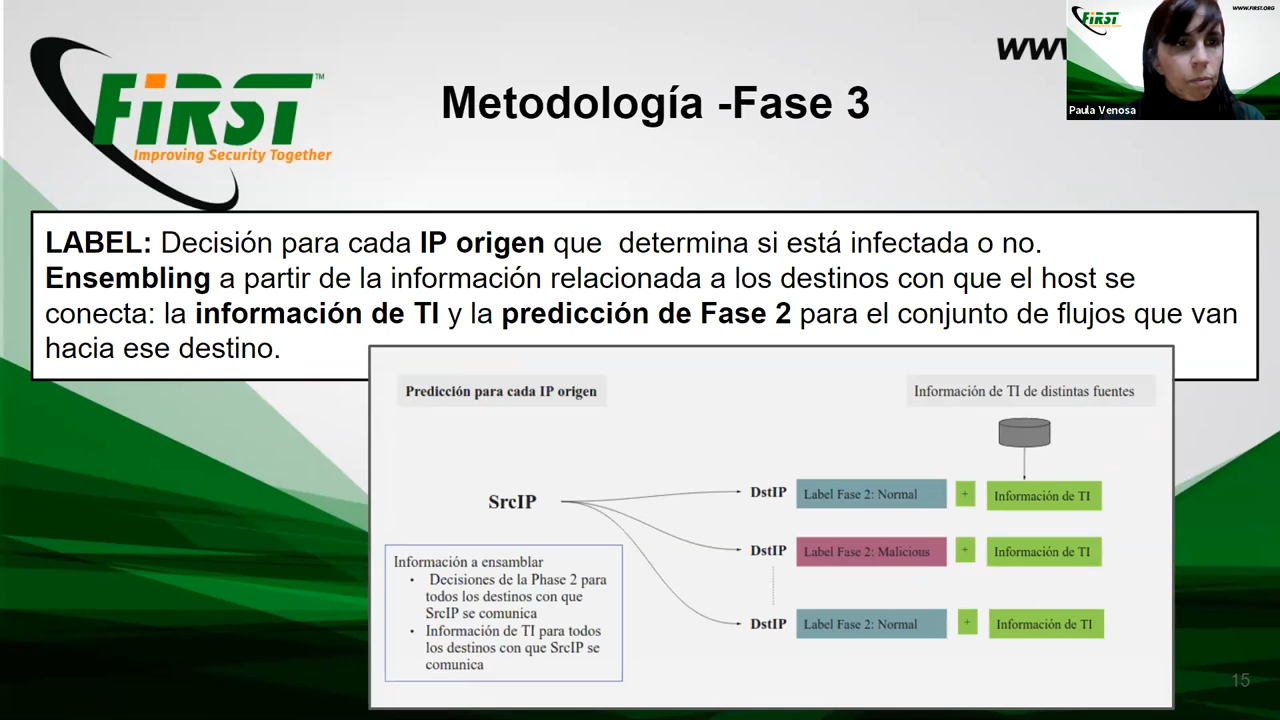 FiRST™
Improving Security Together
Metodología -Fase 3
www
FiRST
WWW.FIRST.ORG
Paula Venosa
LABEL: Decisión para cada IP origen que determina si está infectada o no.
Ensembling a partir de la información relacionada a los destinos con que el host se
conecta: la información de TI y la predicción de Fase 2 para el conjunto de flujos que van
hacia ese destino.
Predicción para cada IP origen
Información de TI de distintas fuentes
SrcIP
DstIP Label Fase 2: Normal + Información de TI
DstIP Label Fase 2: Malicious + Información de TI
DstIP Label Fase 2: Normal + Información de TI
Información a ensamblar
• Decisiones de la Phase 2 para
todos los destinos con que
SrcIP se comunica
• Información de TI para todos
los destinos con que SrcIP se
comunica
15